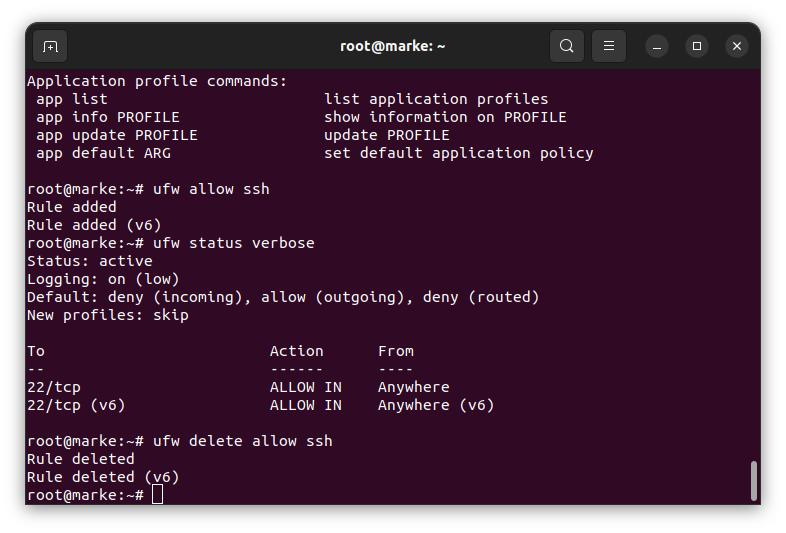 root@marke: ~
Application profile commands:
 app list                        list application profiles
 app info PROFILE                show information on PROFILE
 app update PROFILE              update PROFILE
 app default ARG                 set default application policy

root@marke:~# ufw allow ssh
Rule added
Rule added (v6)
root@marke:~# ufw status verbose
Status: active
Logging: on (low)
Default: deny (incoming), allow (outgoing), deny (routed)
New profiles: skip

To                         Action      From
--                         ------      ----
22/tcp                     ALLOW IN    Anywhere
22/tcp (v6)                ALLOW IN    Anywhere (v6)

root@marke:~# ufw delete allow ssh
Rule deleted
Rule deleted (v6)
root@marke:~#